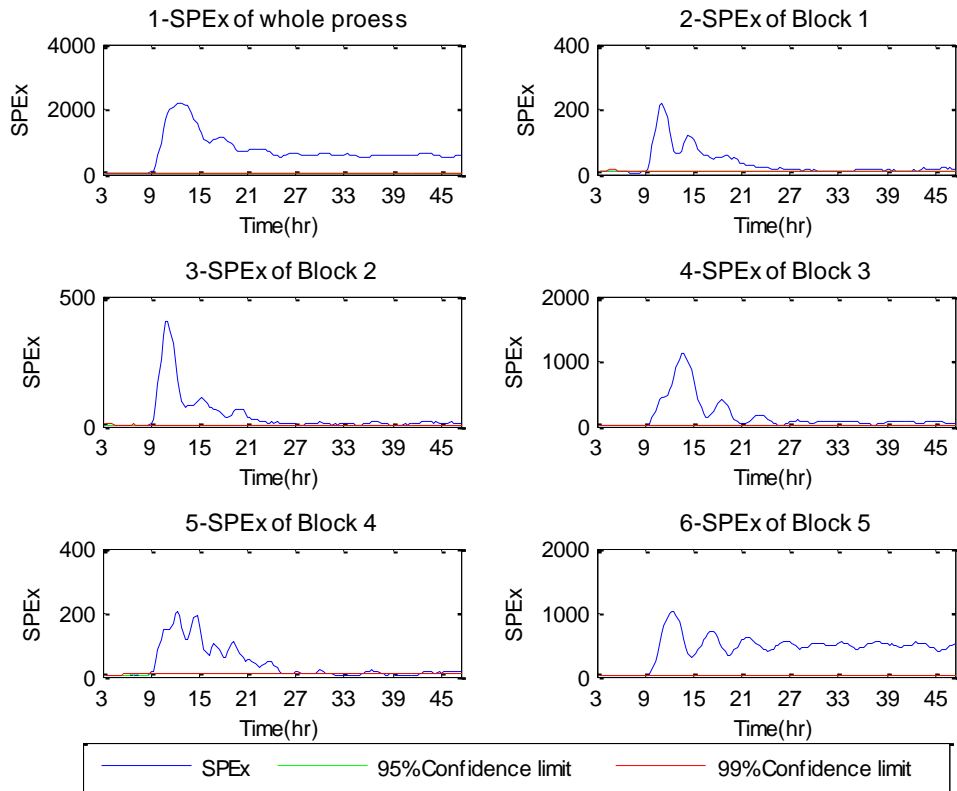 1-SPEx of whole proess
4000
2000
0
SPEx
3 9 15 21 27 33 39 45
Time(hr)
2-SPEx of Block 1
400
200
0
SPEx
3 9 15 21 27 33 39 45
Time(hr)
3-SPEx of Block 2
500
0
SPEx
3 9 15 21 27 33 39 45
Time(hr)
4-SPEx of Block 3
2000
1000
0
SPEx
3 9 15 21 27 33 39 45
Time(hr)
5-SPEx of Block 4
400
200
0
SPEx
3 9 15 21 27 33 39 45
Time(hr)
6-SPEx of Block 5
2000
1000
0
SPEx
3 9 15 21 27 33 39 45
Time(hr)
SPEx 95%Confidence limit 99%Confidence limit